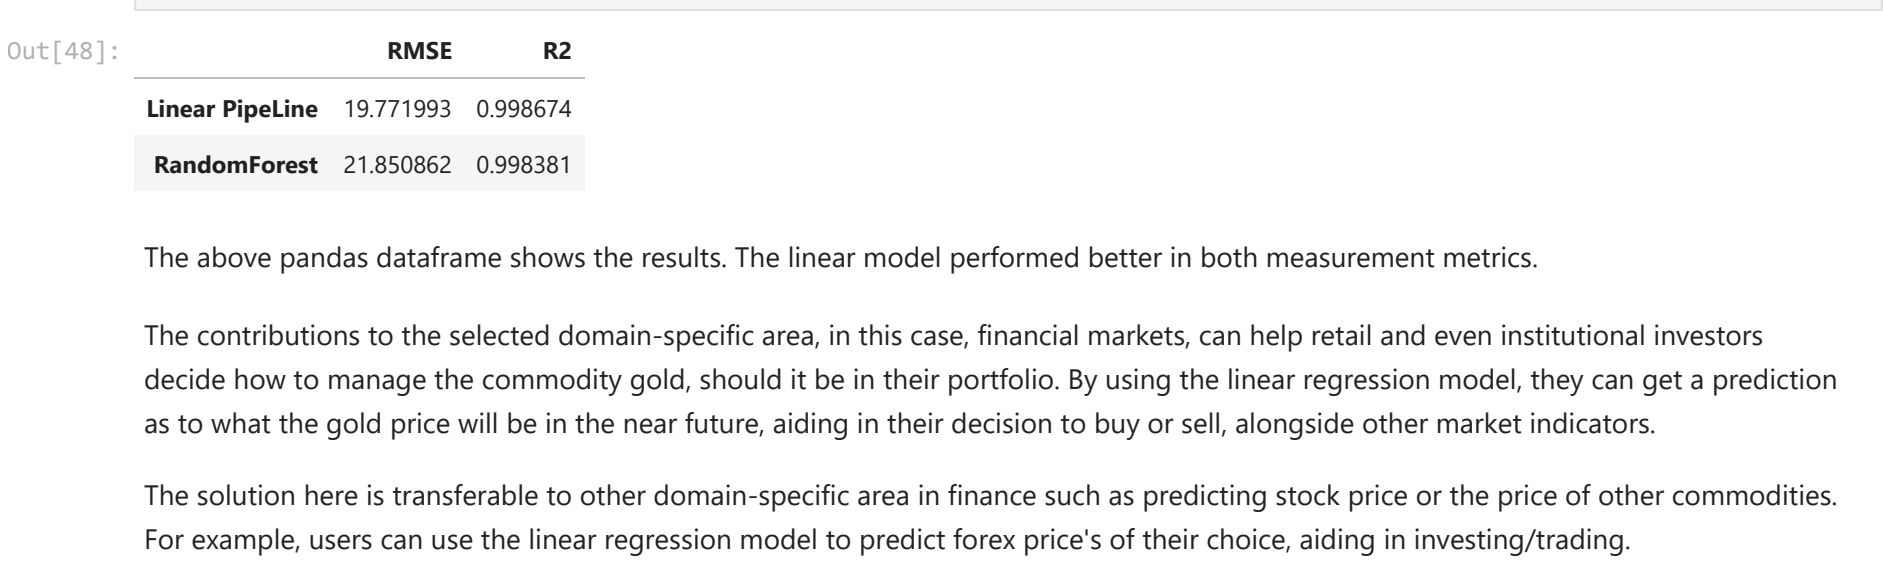 Out[48]:
RMSE R2
Linear PipeLine 19.771993 0.998674
RandomForest 21.850862 0.998381
The above pandas dataframe shows the results. The linear model performed better in both measurement metrics.
The contributions to the selected domain-specific area, in this case, financial markets, can help retail and even institutional investors
decide how to manage the commodity gold, should it be in their portfolio. By using the linear regression model, they can get a prediction
as to what the gold price will be in the near future, aiding in their decision to buy or sell, alongside other market indicators.
The solution here is transferable to other domain-specific area in finance such as predicting stock price or the price of other commodities.
For example, users can use the linear regression model to predict forex price's of their choice, aiding in investing/trading.